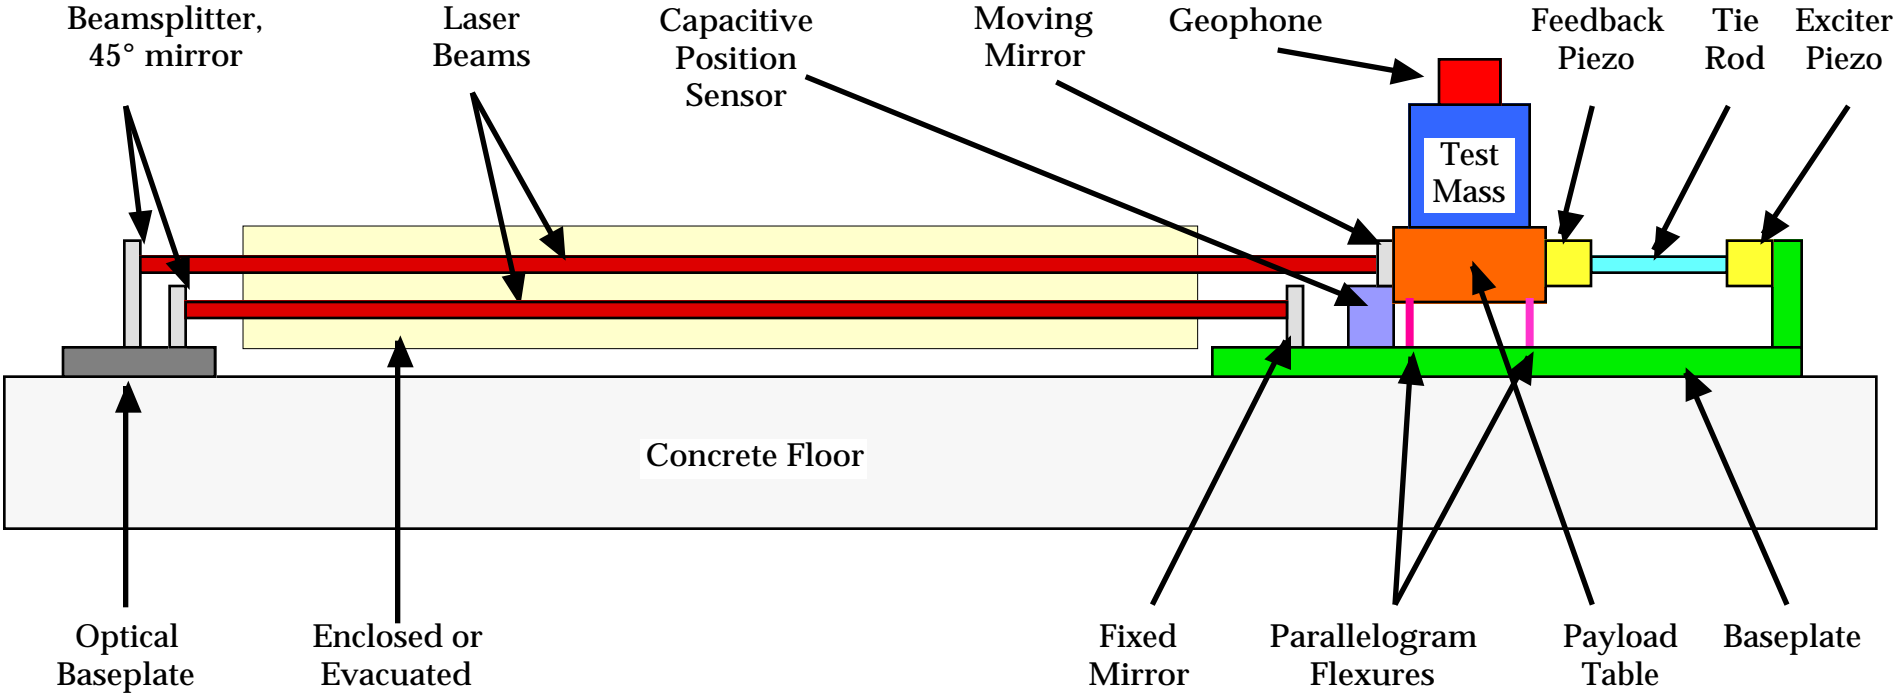 Beamsplitter,
45° mirror
Laser
Beams
Capacitive
Position
Sensor
Moving
Mirror
Geophone
Feedback
Piezo
Tie
Rod
Exciter
Piezo
Test
Mass
Concrete Floor
Optical
Baseplate
Enclosed or
Evacuated
Fixed
Mirror
Parallelogram
Flexures
Payload
Table
Baseplate